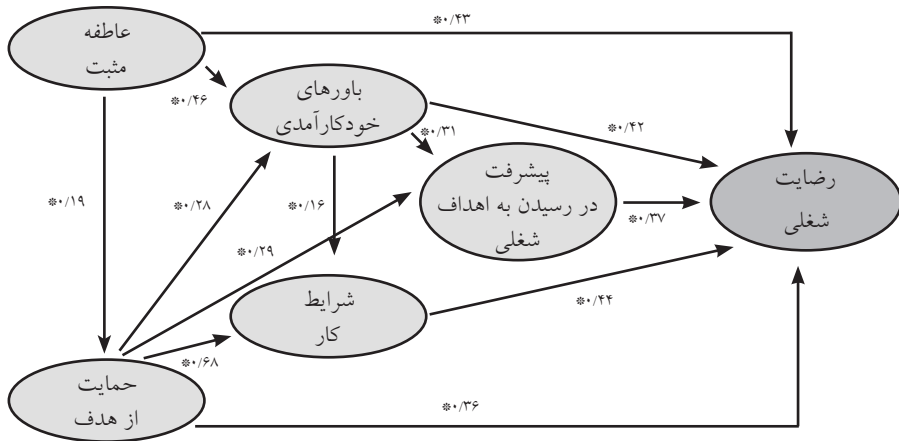 *۰/۴۳
عاطفه
مثبت
*۰/۴۶
باورهای
خودکارآمدی
*۰/۴۲
*۰/۳۱
پیشرفت
در رسیدن به اهداف
شغلی
رضایت
شغلی
*۰/۱۹
*۰/۲۸
*۰/۱۶
*۰/۳۷
*۰/۲۹
شرایط
کار
*۰/۴۴
*۰/۶۸
حمایت
از هدف
*۰/۳۶